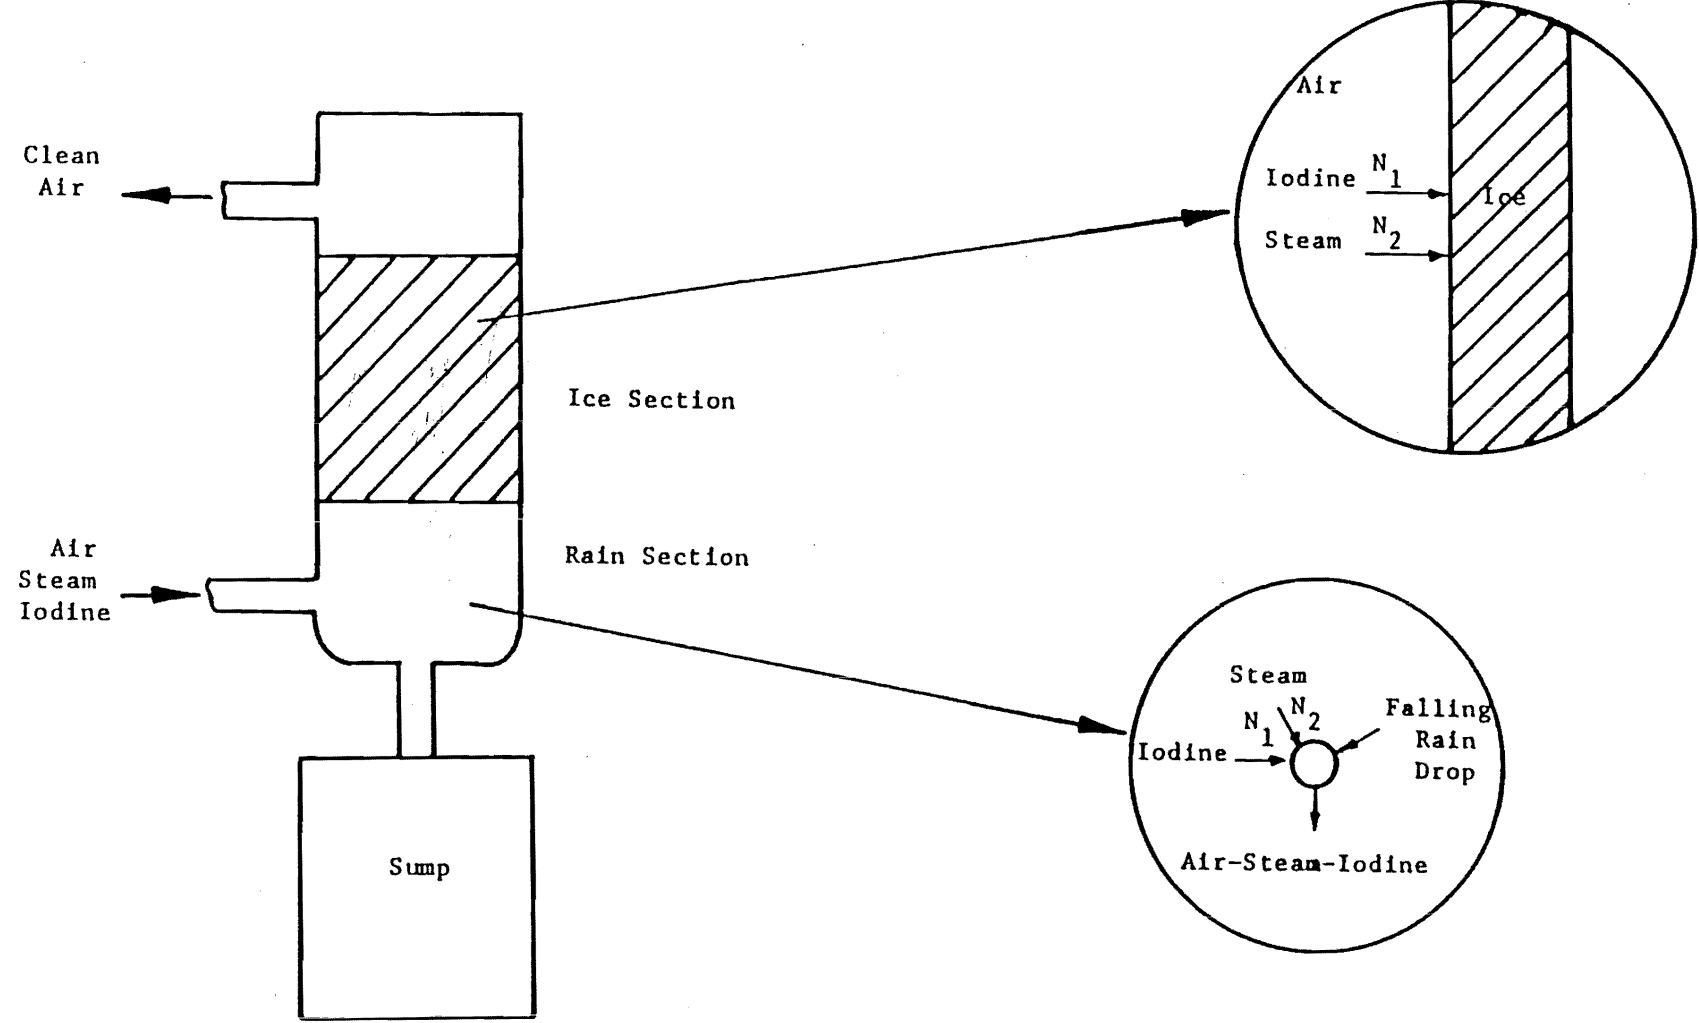 Clean
Air
Air
Steam
Iodine
Ice Section
Rain Section
Sump
Air
Iodine N1
Ice
Steam N2
Steam
N2
N1
Iodine
Falling
Rain
Drop
Air-Steam-Iodine